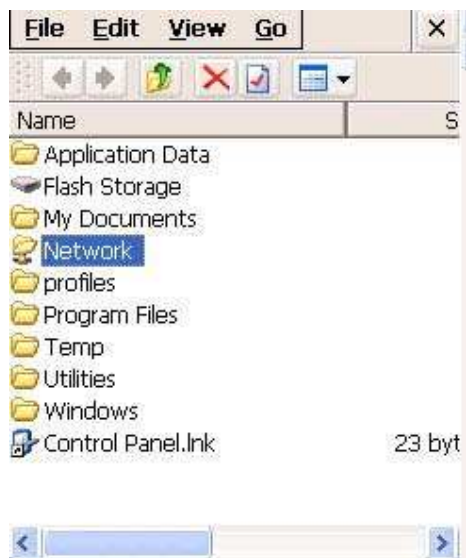 File Edit View Go
Name S
Application Data
Flash Storage
My Documents
Network
profiles
Program Files
Temp
Utilities
Windows
Control Panel.lnk 23 byt